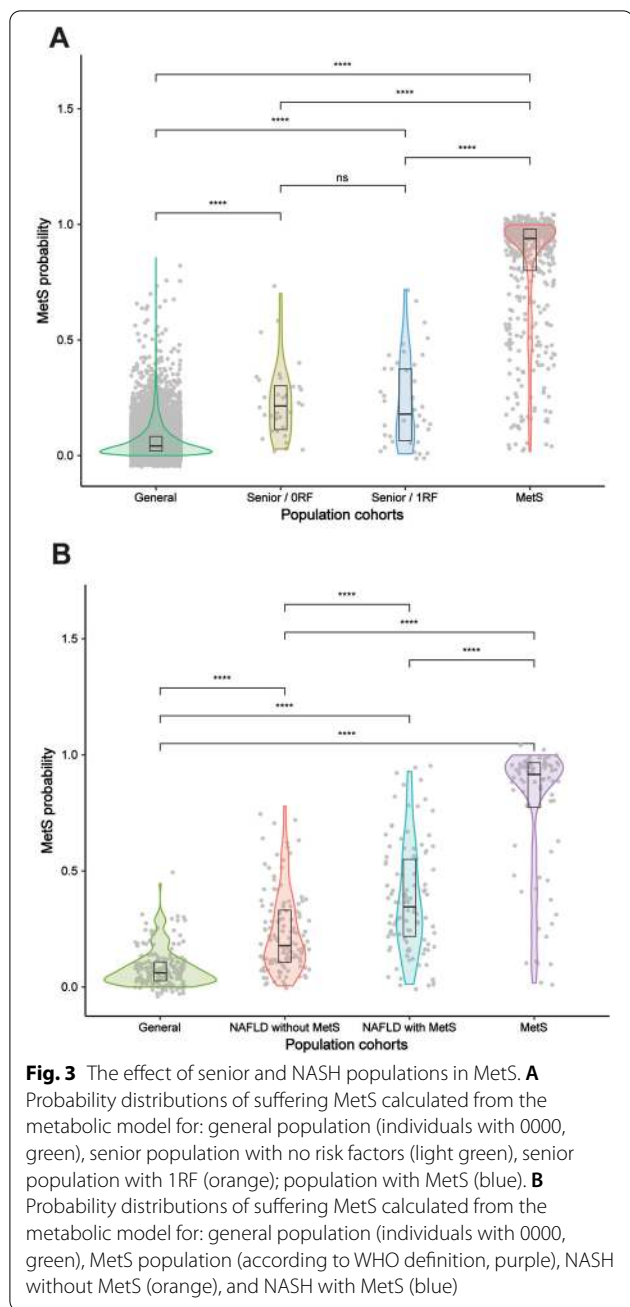 A
****
****
****
****
ns
****
1.5
1.0
0.5
0.0
MetS probability
General
Senior / 0RF
Senior / 1RF
MetS
Population cohorts
B
****
****
****
****
****
****
1.5
1.0
0.5
0.0
MetS probability
General
NAFLD without MetS
NAFLD with MetS
MetS
Population cohorts
Fig. 3 The effect of senior and NASH populations in MetS. A
Probability distributions of suffering MetS calculated from the
metabolic model for: general population (individuals with 0000,
green), senior population with no risk factors (light green), senior
population with 1RF (orange); population with MetS (blue). B
Probability distributions of suffering MetS calculated from the
metabolic model for: general population (individuals with 0000,
green), MetS population (according to WHO definition, purple), NASH
without MetS (orange), and NASH with MetS (blue)